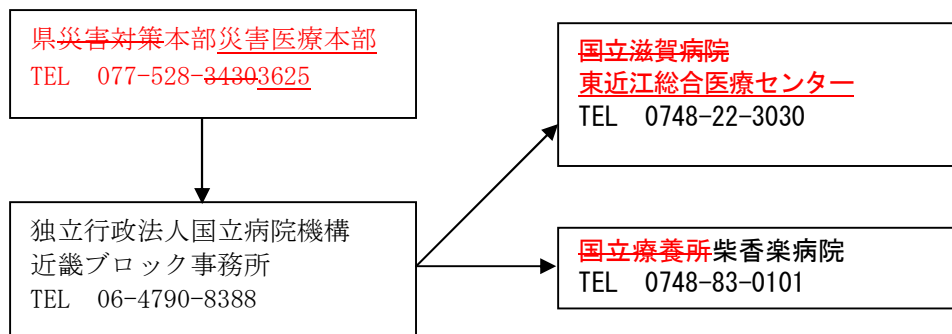 県災害対策本部災害医療本部
TEL 077-528-34303625
独立行政法人国立病院機構
近畿ブロック事務所
TEL 06-4790-8388
国立滋賀病院
東近江総合医療センター
TEL 0748-22-3030
国立療養所柴香楽病院
TEL 0748-83-0101